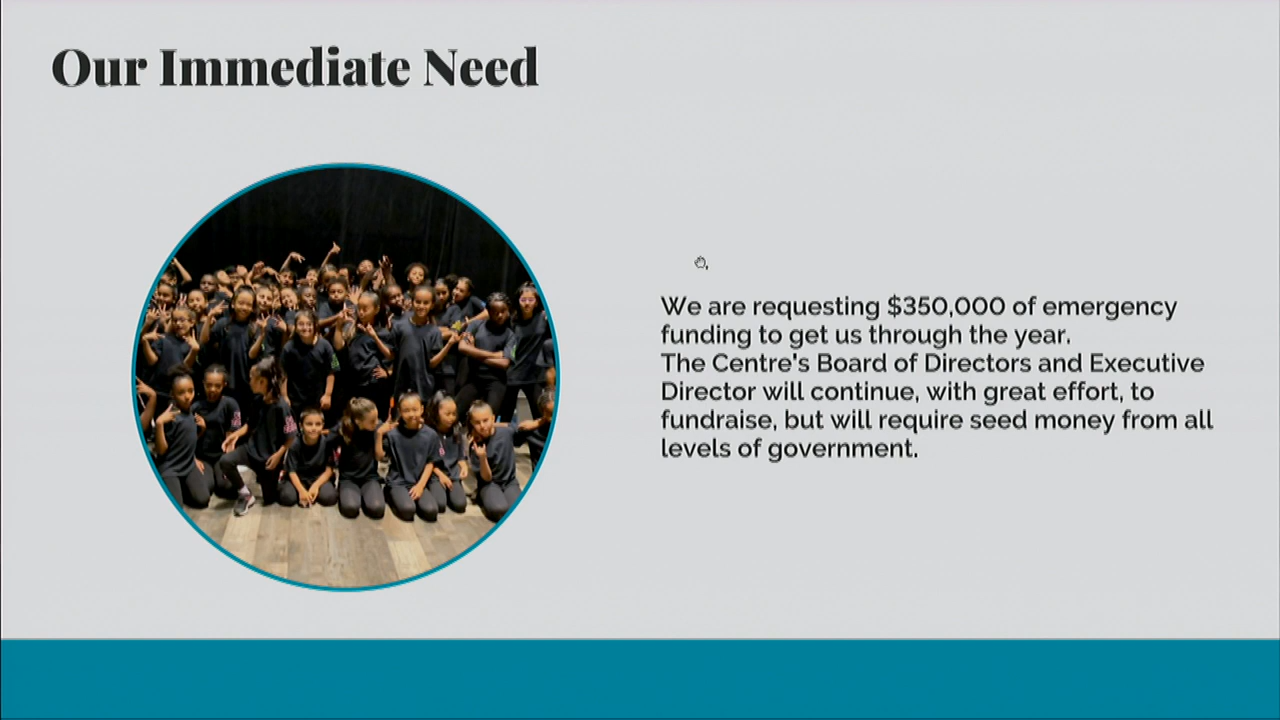 Our Immediate Need
We are requesting $350,000 of emergency
funding to get us through the year.
The Centre's Board of Directors and Executive
Director will continue, with great effort, to
fundraise, but will require seed money from all
levels of government.